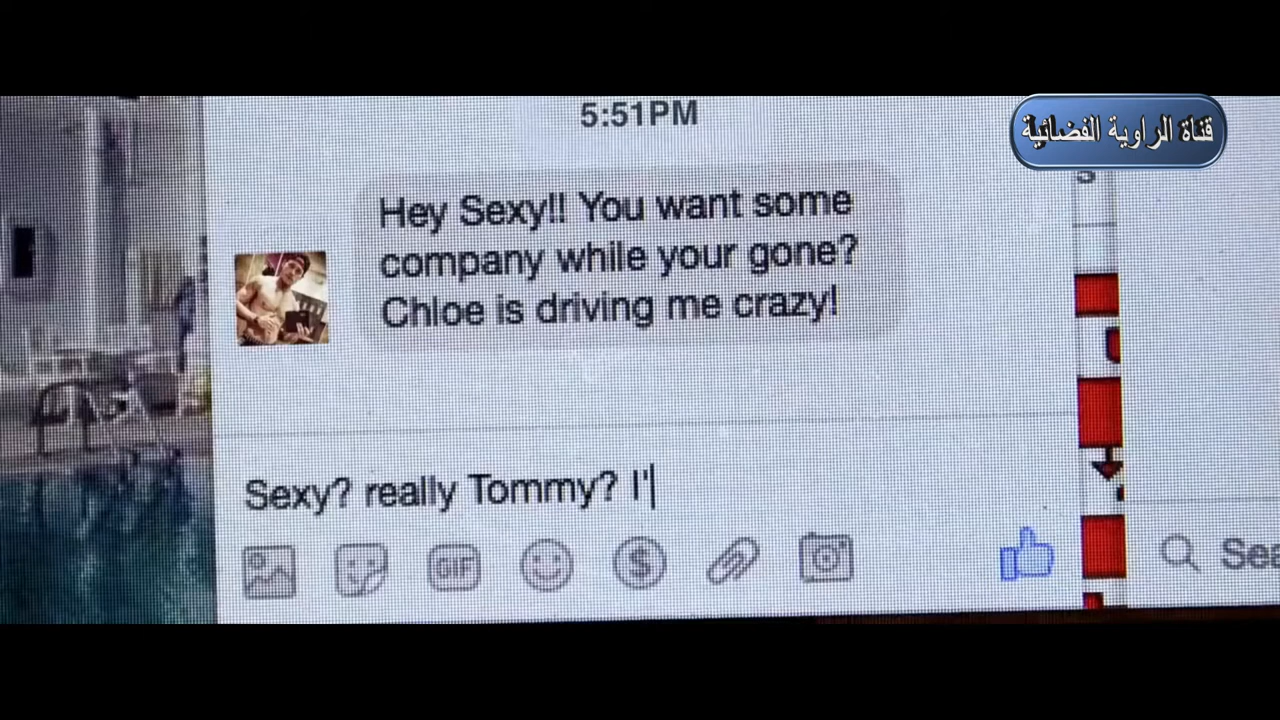 5:51PM
قناة الراوية الفضائية
Hey Sexy!! You want some
company while your gone?
Chloe is driving me crazy!
Sexy? really Tommy? I'
GIF
$